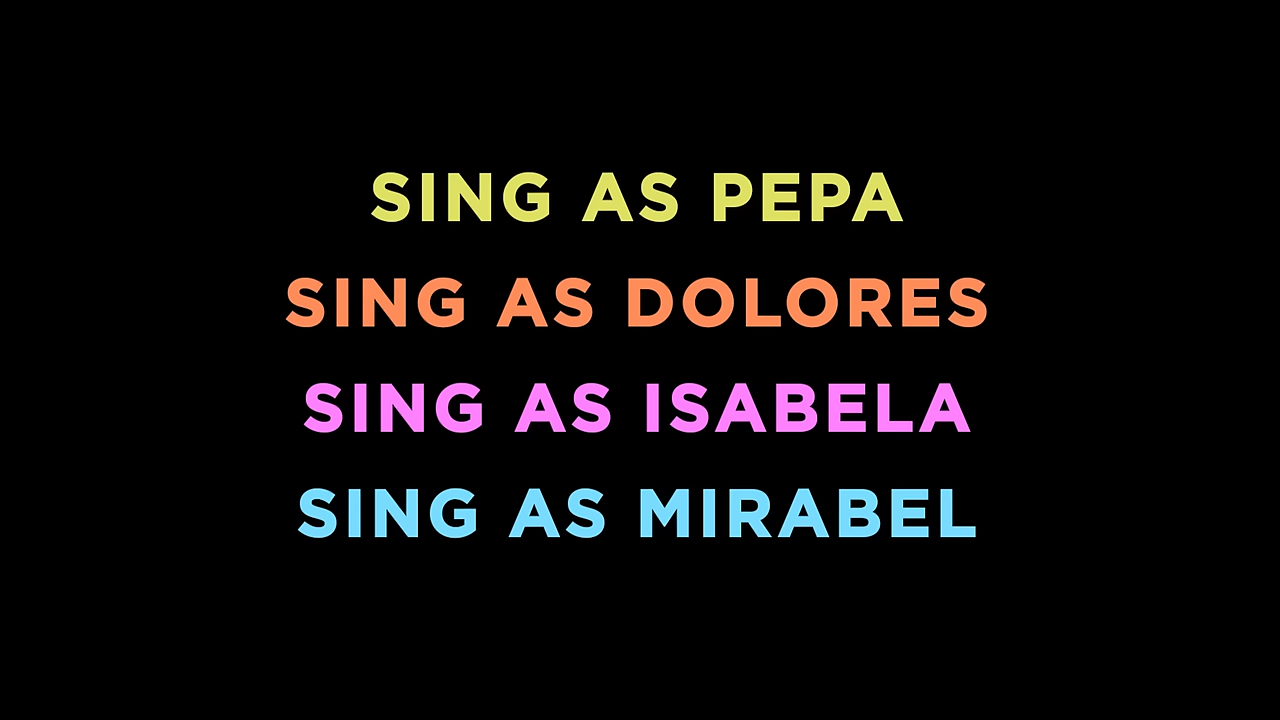 SING AS PEPA
SING AS DOLORES
SING AS ISABELA
SING AS MIRABEL